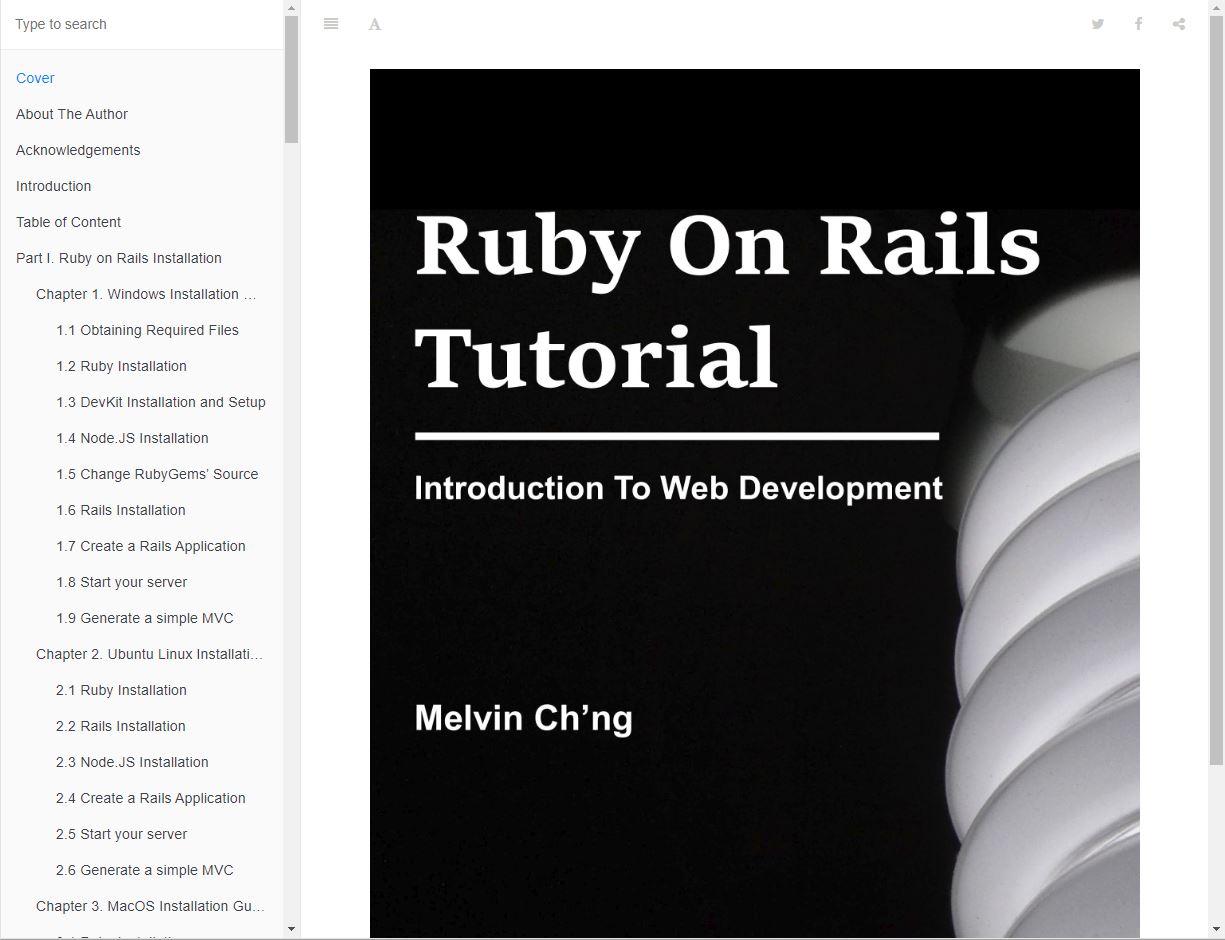 Type to search
Cover
About The Author
Acknowledgements
Introduction
Table of Content
Part I. Ruby on Rails Installation
Chapter 1. Windows Installation …
1.1 Obtaining Required Files
1.2 Ruby Installation
1.3 DevKit Installation and Setup
1.4 Node.JS Installation
1.5 Change RubyGems’ Source
1.6 Rails Installation
1.7 Create a Rails Application
1.8 Start your server
1.9 Generate a simple MVC
Chapter 2. Ubuntu Linux Installati…
2.1 Ruby Installation
2.2 Rails Installation
2.3 Node.JS Installation
2.4 Create a Rails Application
2.5 Start your server
2.6 Generate a simple MVC
Chapter 3. MacOS Installation Gu…
A
Ruby On Rails
Tutorial
Introduction To Web Development
Melvin Ch’ng